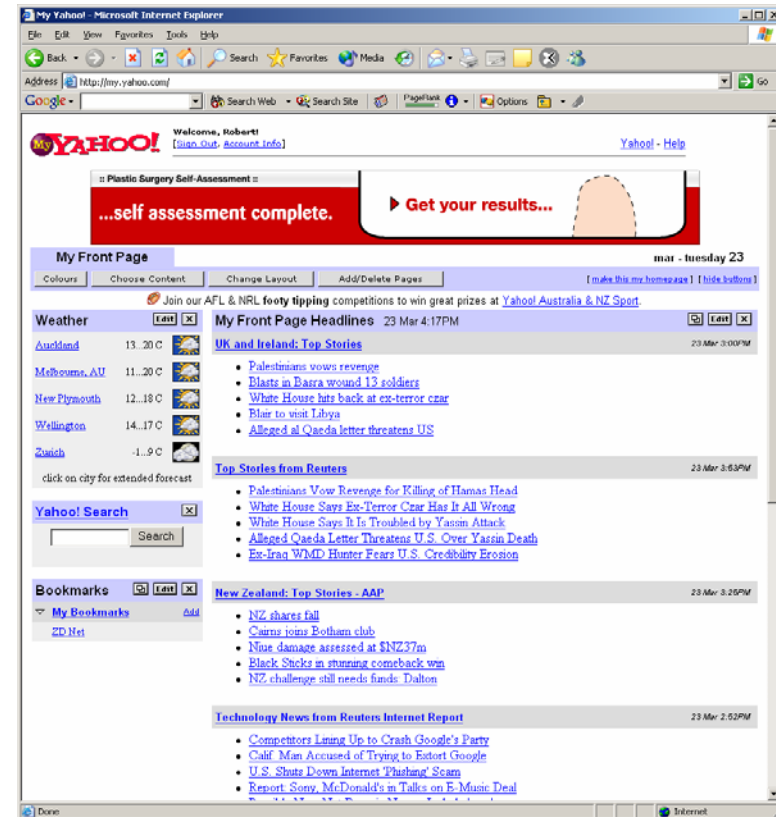 My Yahoo! - Microsoft Internet Explorer
File Edit View Favorites Tools Help
Back Search Favorites Media
Address http://my.yahoo.com/ Go
Google Search Web Search Site PageRank Options
My YAHOO!
Welcome, Robert!
[Sign Out, Account Info]
Yahoo! - Help
:: Plastic Surgery Self-Assessment ::
...self assessment complete.
Get your results...
My Front Page
mar - tuesday 23
Colours Choose Content Change Layout Add/Delete Pages [make this my homepage] [hide buttons]
Join our AFL & NRL footy tipping competitions to win great prizes at Yahoo! Australia & NZ Sport.
Weather Edit X
Auckland 13...20 C
Melbourne, AU 11...20 C
New Plymouth 12...18 C
Wellington 14...17 C
Zurich -1...9 C
click on city for extended forecast
Yahoo! Search X
Search
Bookmarks Edit X
My Bookmarks Add
ZD Net
My Front Page Headlines 23 Mar 4:17PM Edit X
UK and Ireland: Top Stories 23 Mar 3:00PM
Palestinians vows revenge
Blasts in Basra wound 13 soldiers
White House hits back at ex-terror czar
Blair to visit Libya
Alleged al Qaeda letter threatens US
Top Stories from Reuters 23 Mar 3:53PM
Palestinians Vow Revenge for Killing of Hamas Head
White House Says Ex-Terror Czar Has It All Wrong
White House Says It Is Troubled by Yassin Attack
Alleged Qaeda Letter Threatens U.S. Over Yassin Death
Ex-Iraq WMD Hunter Fears U.S. Credibility Erosion
New Zealand: Top Stories - AAP 23 Mar 3:25PM
NZ shares fall
Cairns joins Botham club
Niue damage assessed at $NZ37m
Black Sticks in stunning comeback win
NZ challenge still needs funds: Dalton
Technology News from Reuters Internet Report 23 Mar 2:52PM
Competitors Lining Up to Crash Google's Party
Calif. Man Accused of Trying to Extort Google
U.S. Shuts Down Internet 'Phishing' Scam
Report: Sony, McDonald's in Talks on E-Music Deal
Done Internet